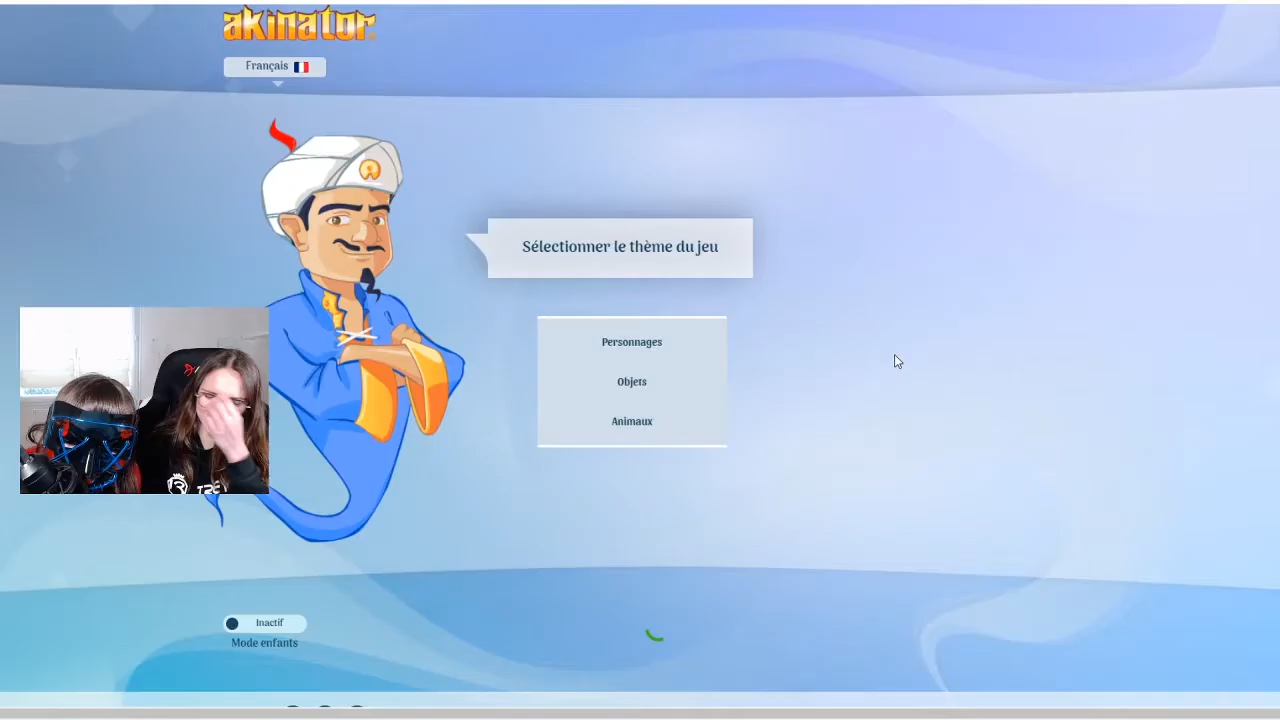 akinator
Français
Sélectionner le thème du jeu
Personnages
Objets
Animaux
Inactif
Mode enfants